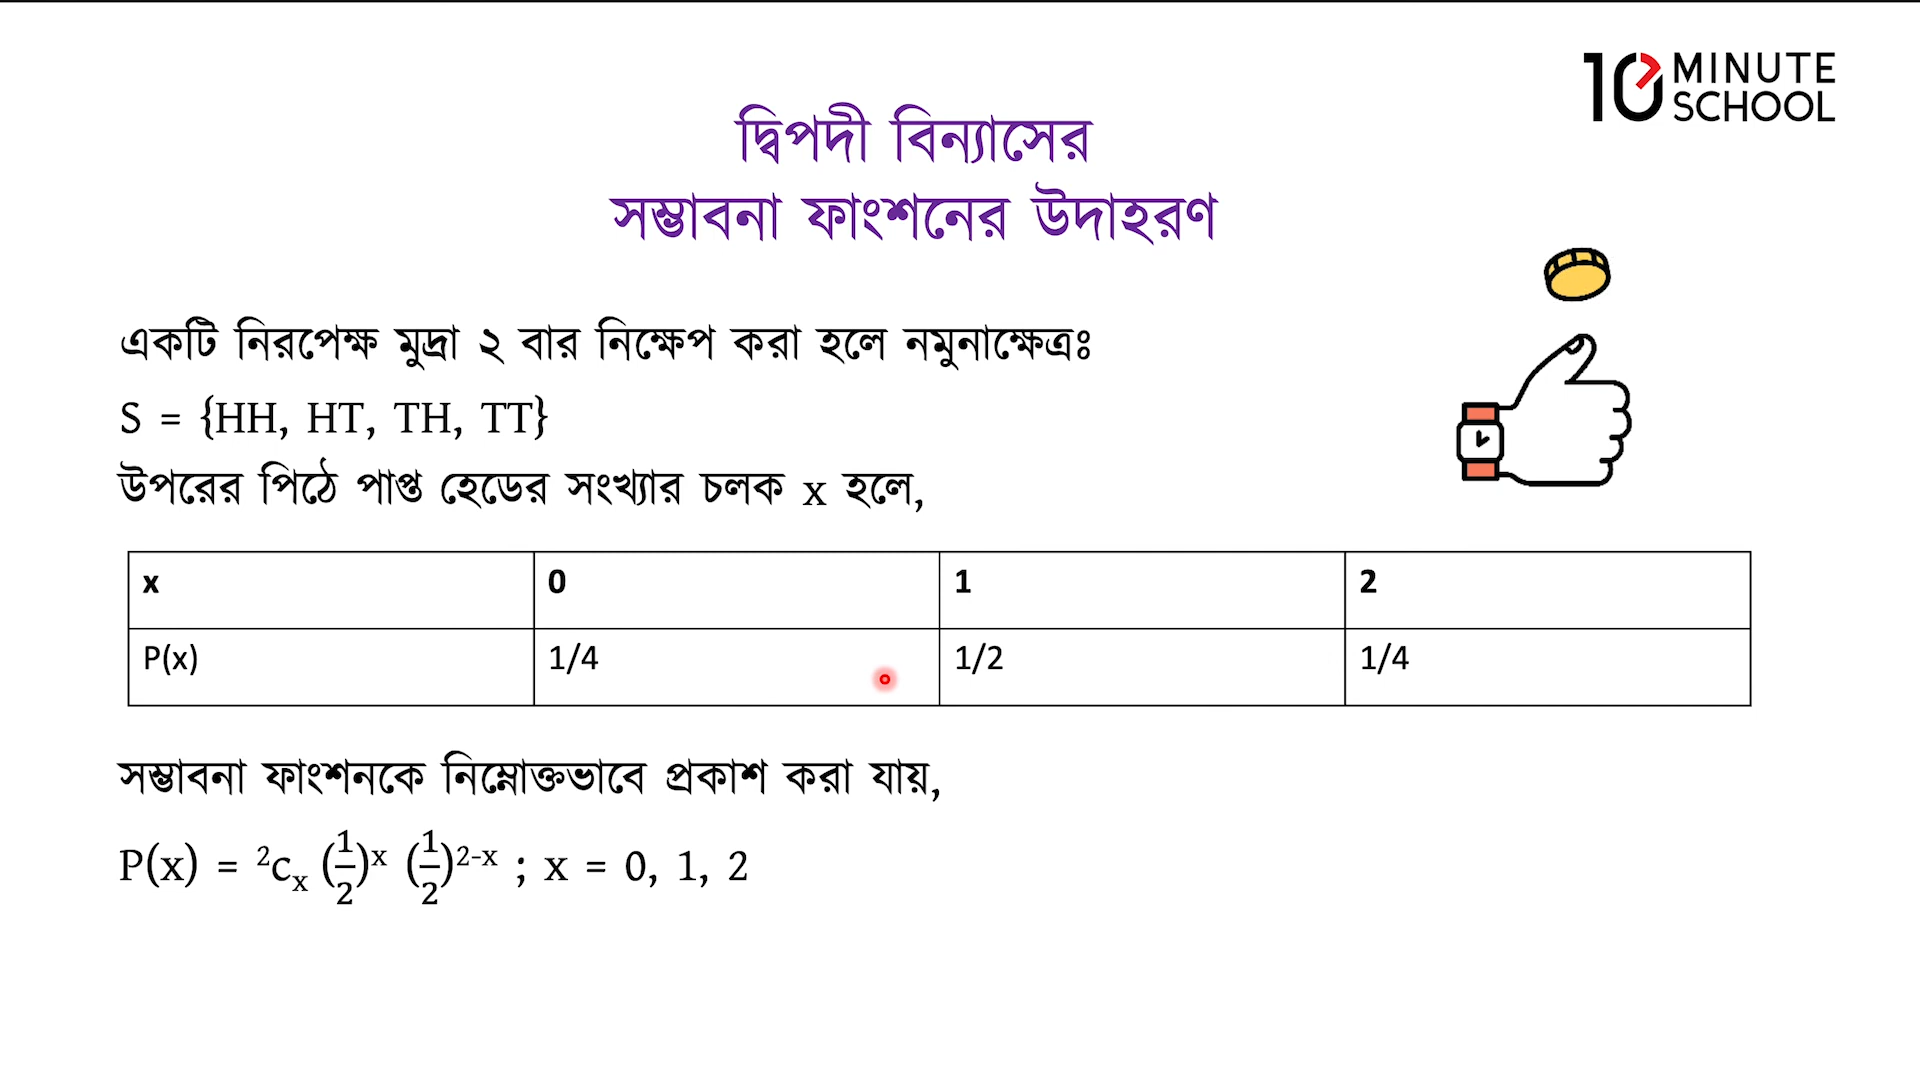 10 MINUTE SCHOOL
দ্বিপদী বিন্যাসের
সম্ভাবনা ফাংশনের উদাহরণ
একটি নিরপেক্ষ মুদ্রা ২ বার নিক্ষেপ করা হলে নমুনাক্ষেত্রঃ
S = {HH, HT, TH, TT}
উপরের পিঠে পাপ্ত হেডের সংখ্যার চলক x হলে,
x 0 1 2
P(x) 1/4 1/2 1/4
সম্ভাবনা ফাংশনকে নিম্নোক্তভাবে প্রকাশ করা যায়,
P(x) = ²cₓ (1/2)ˣ (1/2)²⁻ˣ ; x = 0, 1, 2